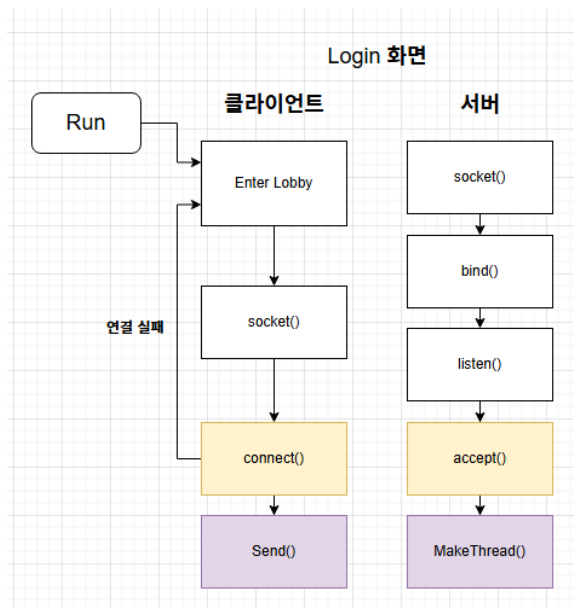 Login 화면
클라이언트
서버
Run
Enter Lobby
socket()
socket()
bind()
연결 실패
socket()
listen()
connect()
accept()
Send()
MakeThread()